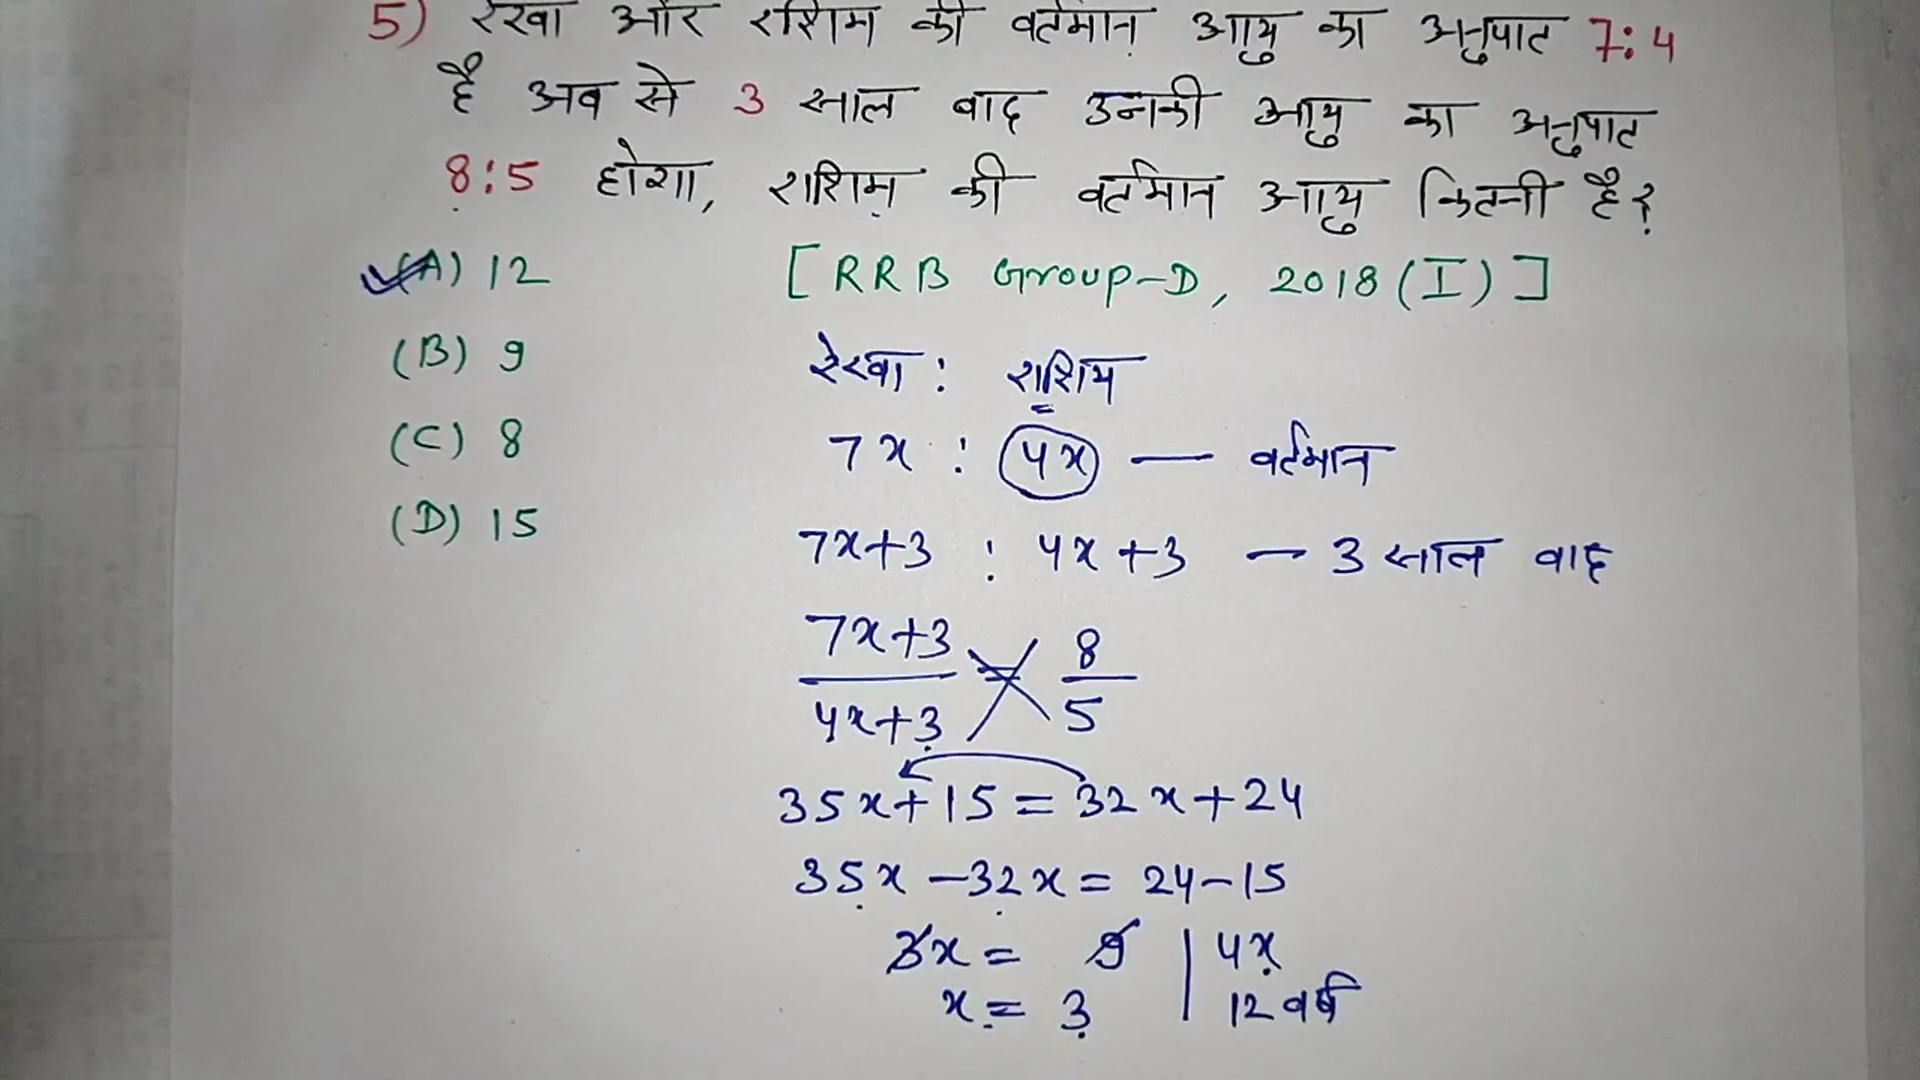 5) रेखा और रश्मि की वर्तमान आयु का अनुपात 7:4
है अब से 3 साल बाद उनकी आयु का अनुपात
8:5 होगा, राशिम की वर्तमान आयु कितनी है?
(A) 12 [RRB Group-D, 2018 (I)]
(B) 9
(C) 8
(D) 15
रेखा : राशिम
7x : 4x — वर्तमान
7x+3 : 4x+3 — 3 साल बाद
7x+3 = 8
4x+3 5
35x+15 = 32x+24
35x-32x = 24-15
3x = 9 | 4x
x = 3 | 12 वर्ष